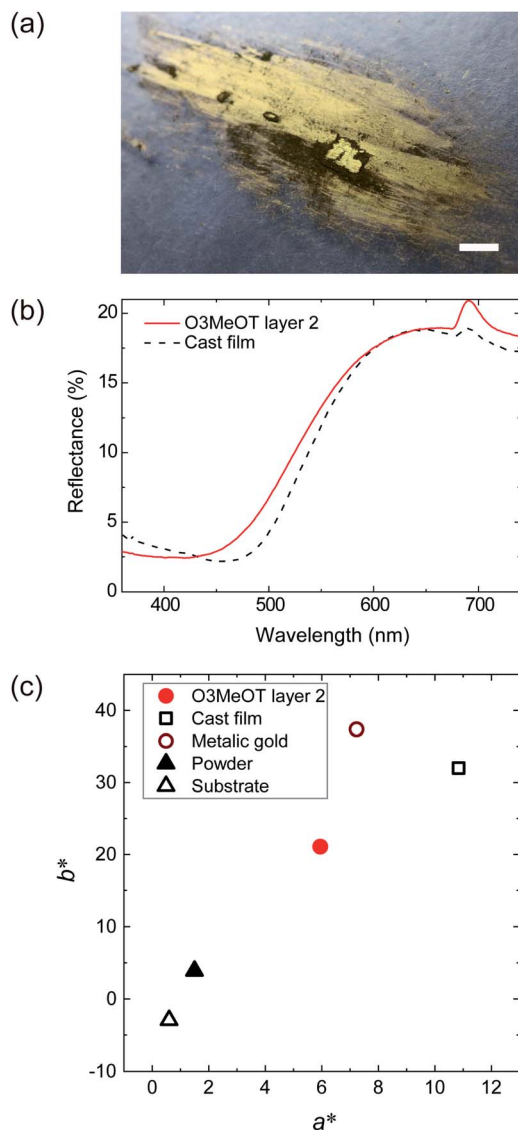 (a)
(b)
20
15
10
5
0
Reflectance (%)
O3MeOT layer 2
Cast film
400 500 600 700
Wavelength (nm)
(c)
40
30
20
10
0
-10
b*
O3MeOT layer 2
Cast film
Metalic gold
Powder
Substrate
0 2 4 6 8 10 12
a*